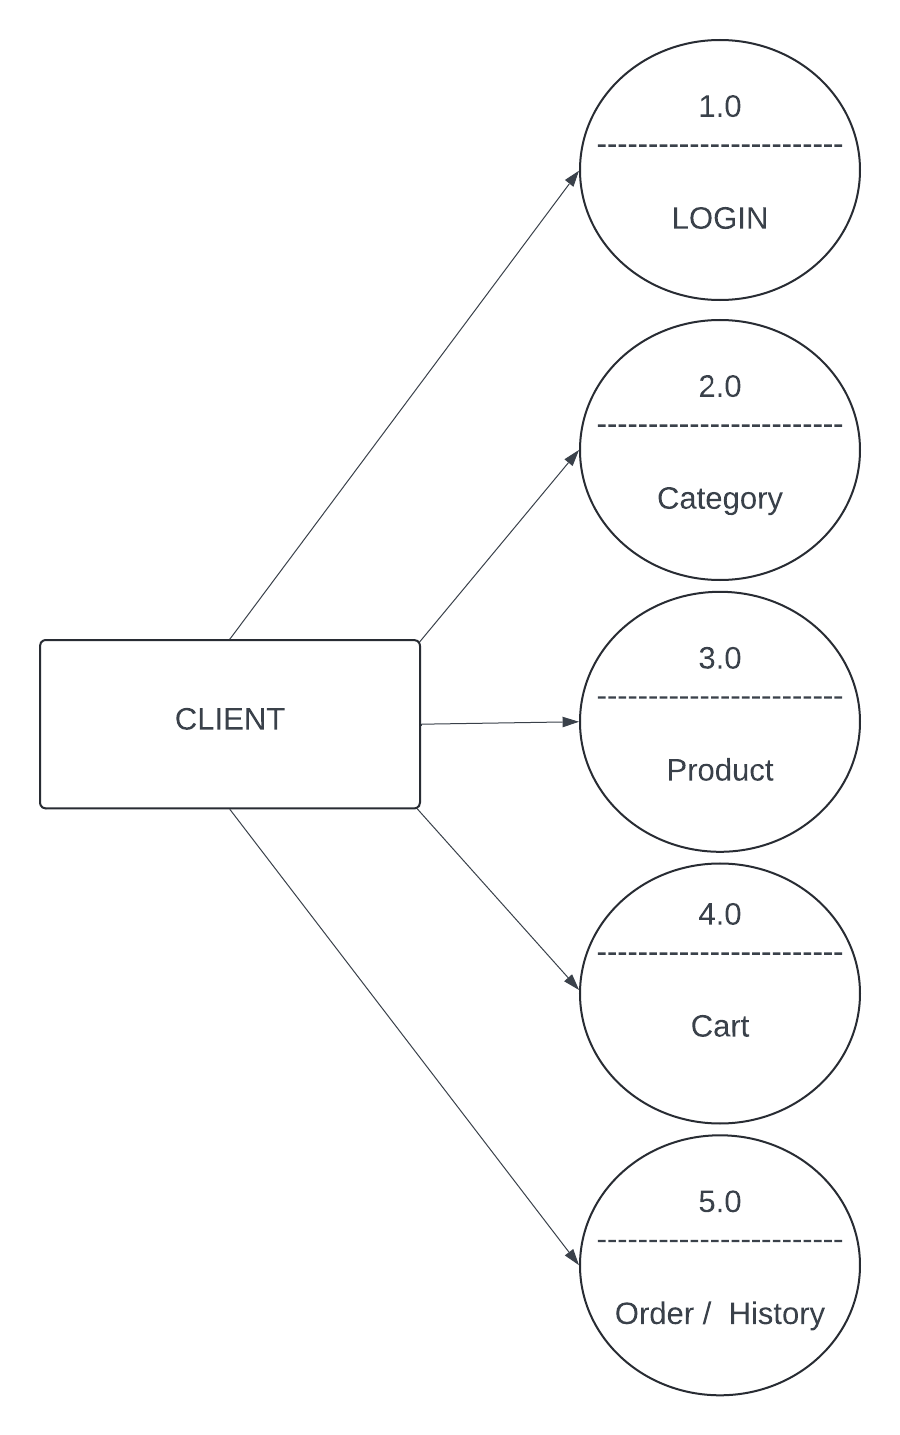 1.0
LOGIN
2.0
Category
3.0
Product
CLIENT
4.0
Cart
5.0
Order /  History